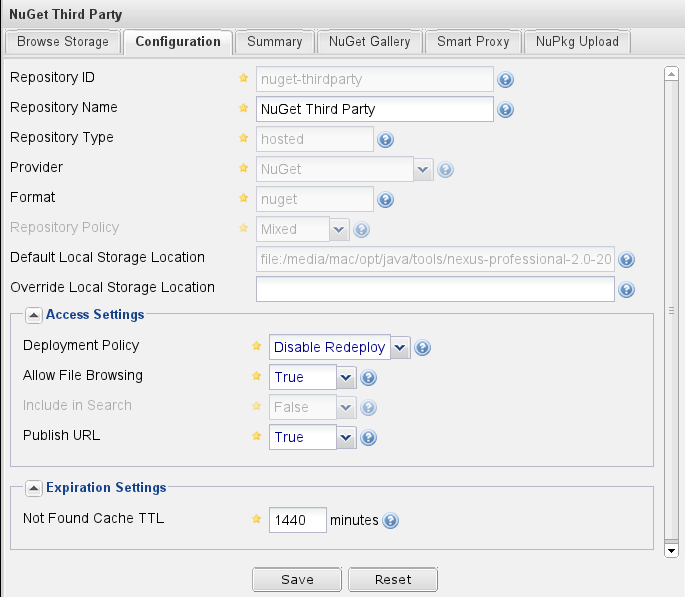 NuGet Third Party
Browse Storage Configuration Summary NuGet Gallery Smart Proxy NuPkg Upload
Repository ID nuget-thirdparty ?
Repository Name NuGet Third Party ?
Repository Type hosted ?
Provider NuGet ?
Format nuget ?
Repository Policy Mixed ?
Default Local Storage Location file:/media/mac/opt/java/tools/nexus-professional-2.0-20 ?
Override Local Storage Location ?
Access Settings
Deployment Policy Disable Redeploy ?
Allow File Browsing True ?
Include in Search False ?
Publish URL True ?
Expiration Settings
Not Found Cache TTL 1440 minutes ?
Save Reset